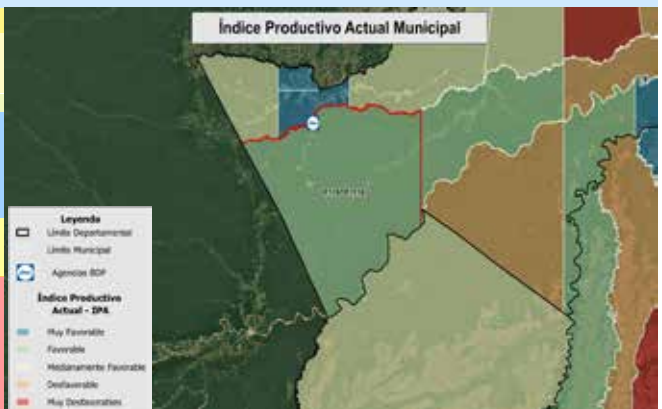 Índice Productivo Actual Municipal
Leyenda
Límite Departamental
Límite Municipal
Agencias BDP
Índice Productivo
Actual - IPA
Muy Favorable
Favorable
Medianamente Favorable
Desfavorable
Muy Desfavorable